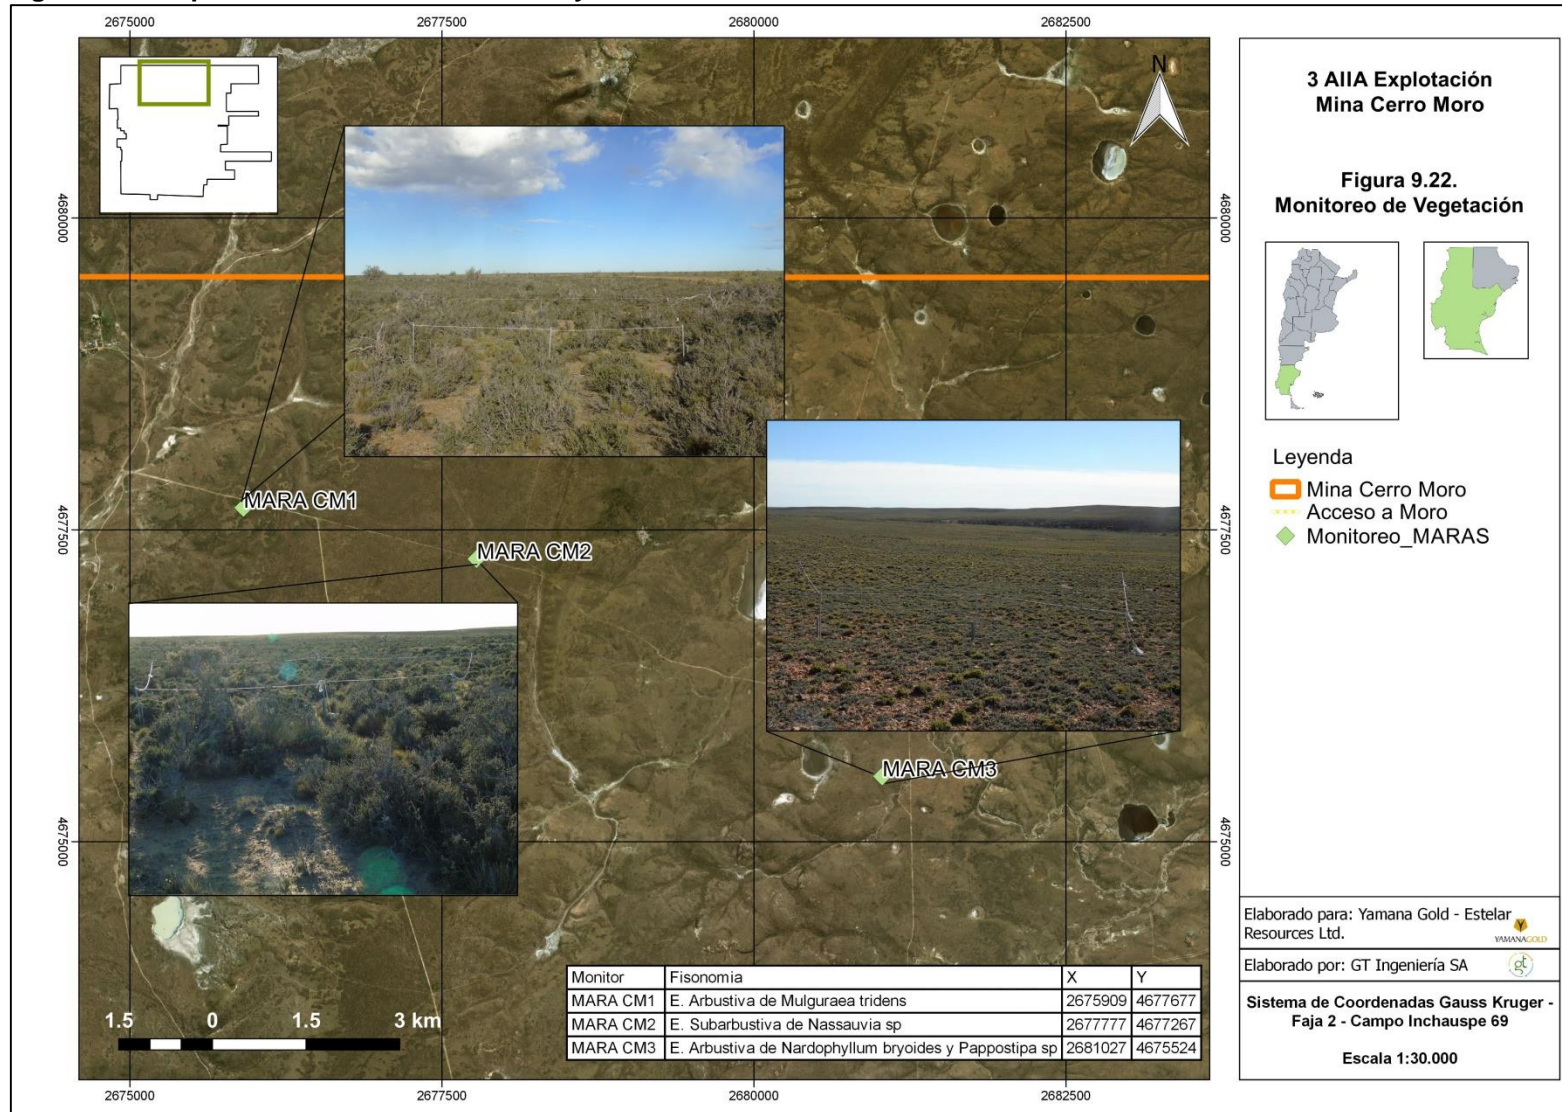 2675000
2677500
2680000
2682500
4680000
4680000
4677500
4677500
4675000
4675000
N
MARA CM1
MARA CM2
MARA CM3
1.5 0 1.5 3 km
Monitor Fisonomia X Y
MARA CM1 E. Arbustiva de Mulguraea tridens 2675909 4677677
MARA CM2 E. Subarbustiva de Nassauvia sp 2677777 4677267
MARA CM3 E. Arbustiva de Nardophyllum bryoides y Pappostipa sp 2681027 4675524
2675000
2677500
2680000
2682500
3 AIIA Explotación
Mina Cerro Moro
Figura 9.22.
Monitoreo de Vegetación
Leyenda
Mina Cerro Moro
Acceso a Moro
Monitoreo_MARAS
Elaborado para: Yamana Gold - Estelar
Resources Ltd.
YAMANAGOLD
Elaborado por: GT Ingeniería SA
gt
Sistema de Coordenadas Gauss Kruger -
Faja 2 - Campo Inchauspe 69
Escala 1:30.000